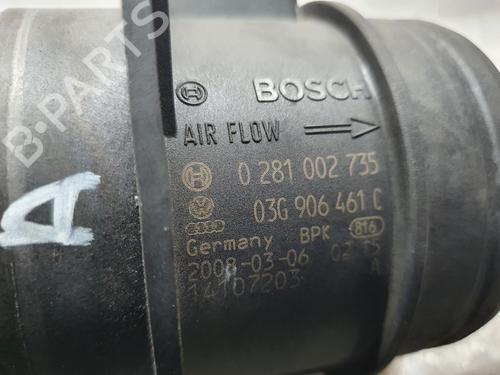 B-PARTS
BOSCH
AIR FLOW
0 281 002 735
03G 906 461 C
Germany BPK 816
2008-03-06 02 15
A
14107203
A